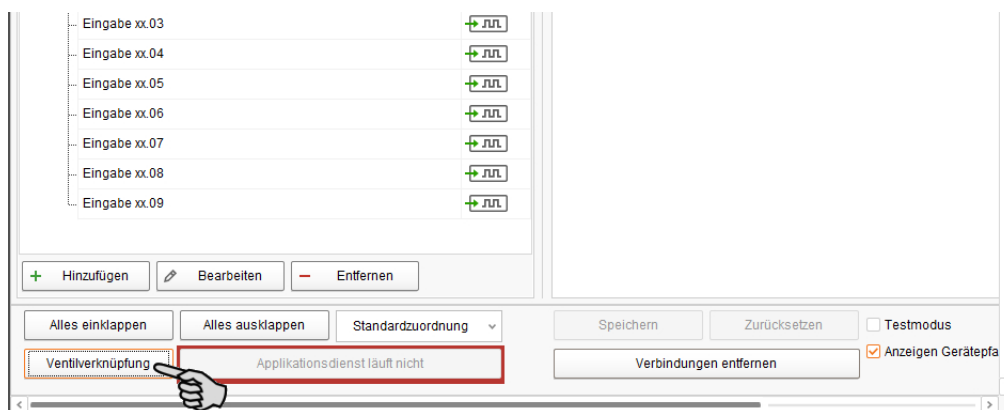 Eingabe xx.03
Eingabe xx.04
Eingabe xx.05
Eingabe xx.06
Eingabe xx.07
Eingabe xx.08
Eingabe xx.09
Hinzufügen Bearbeiten Entfernen
Alles einklappen Alles ausklappen Standardzuordnung Speichern Zurücksetzen Testmodus
Ventilverknüpfung Applikationsdienst läuft nicht Verbindungen entfernen Anzeigen Gerätepfa